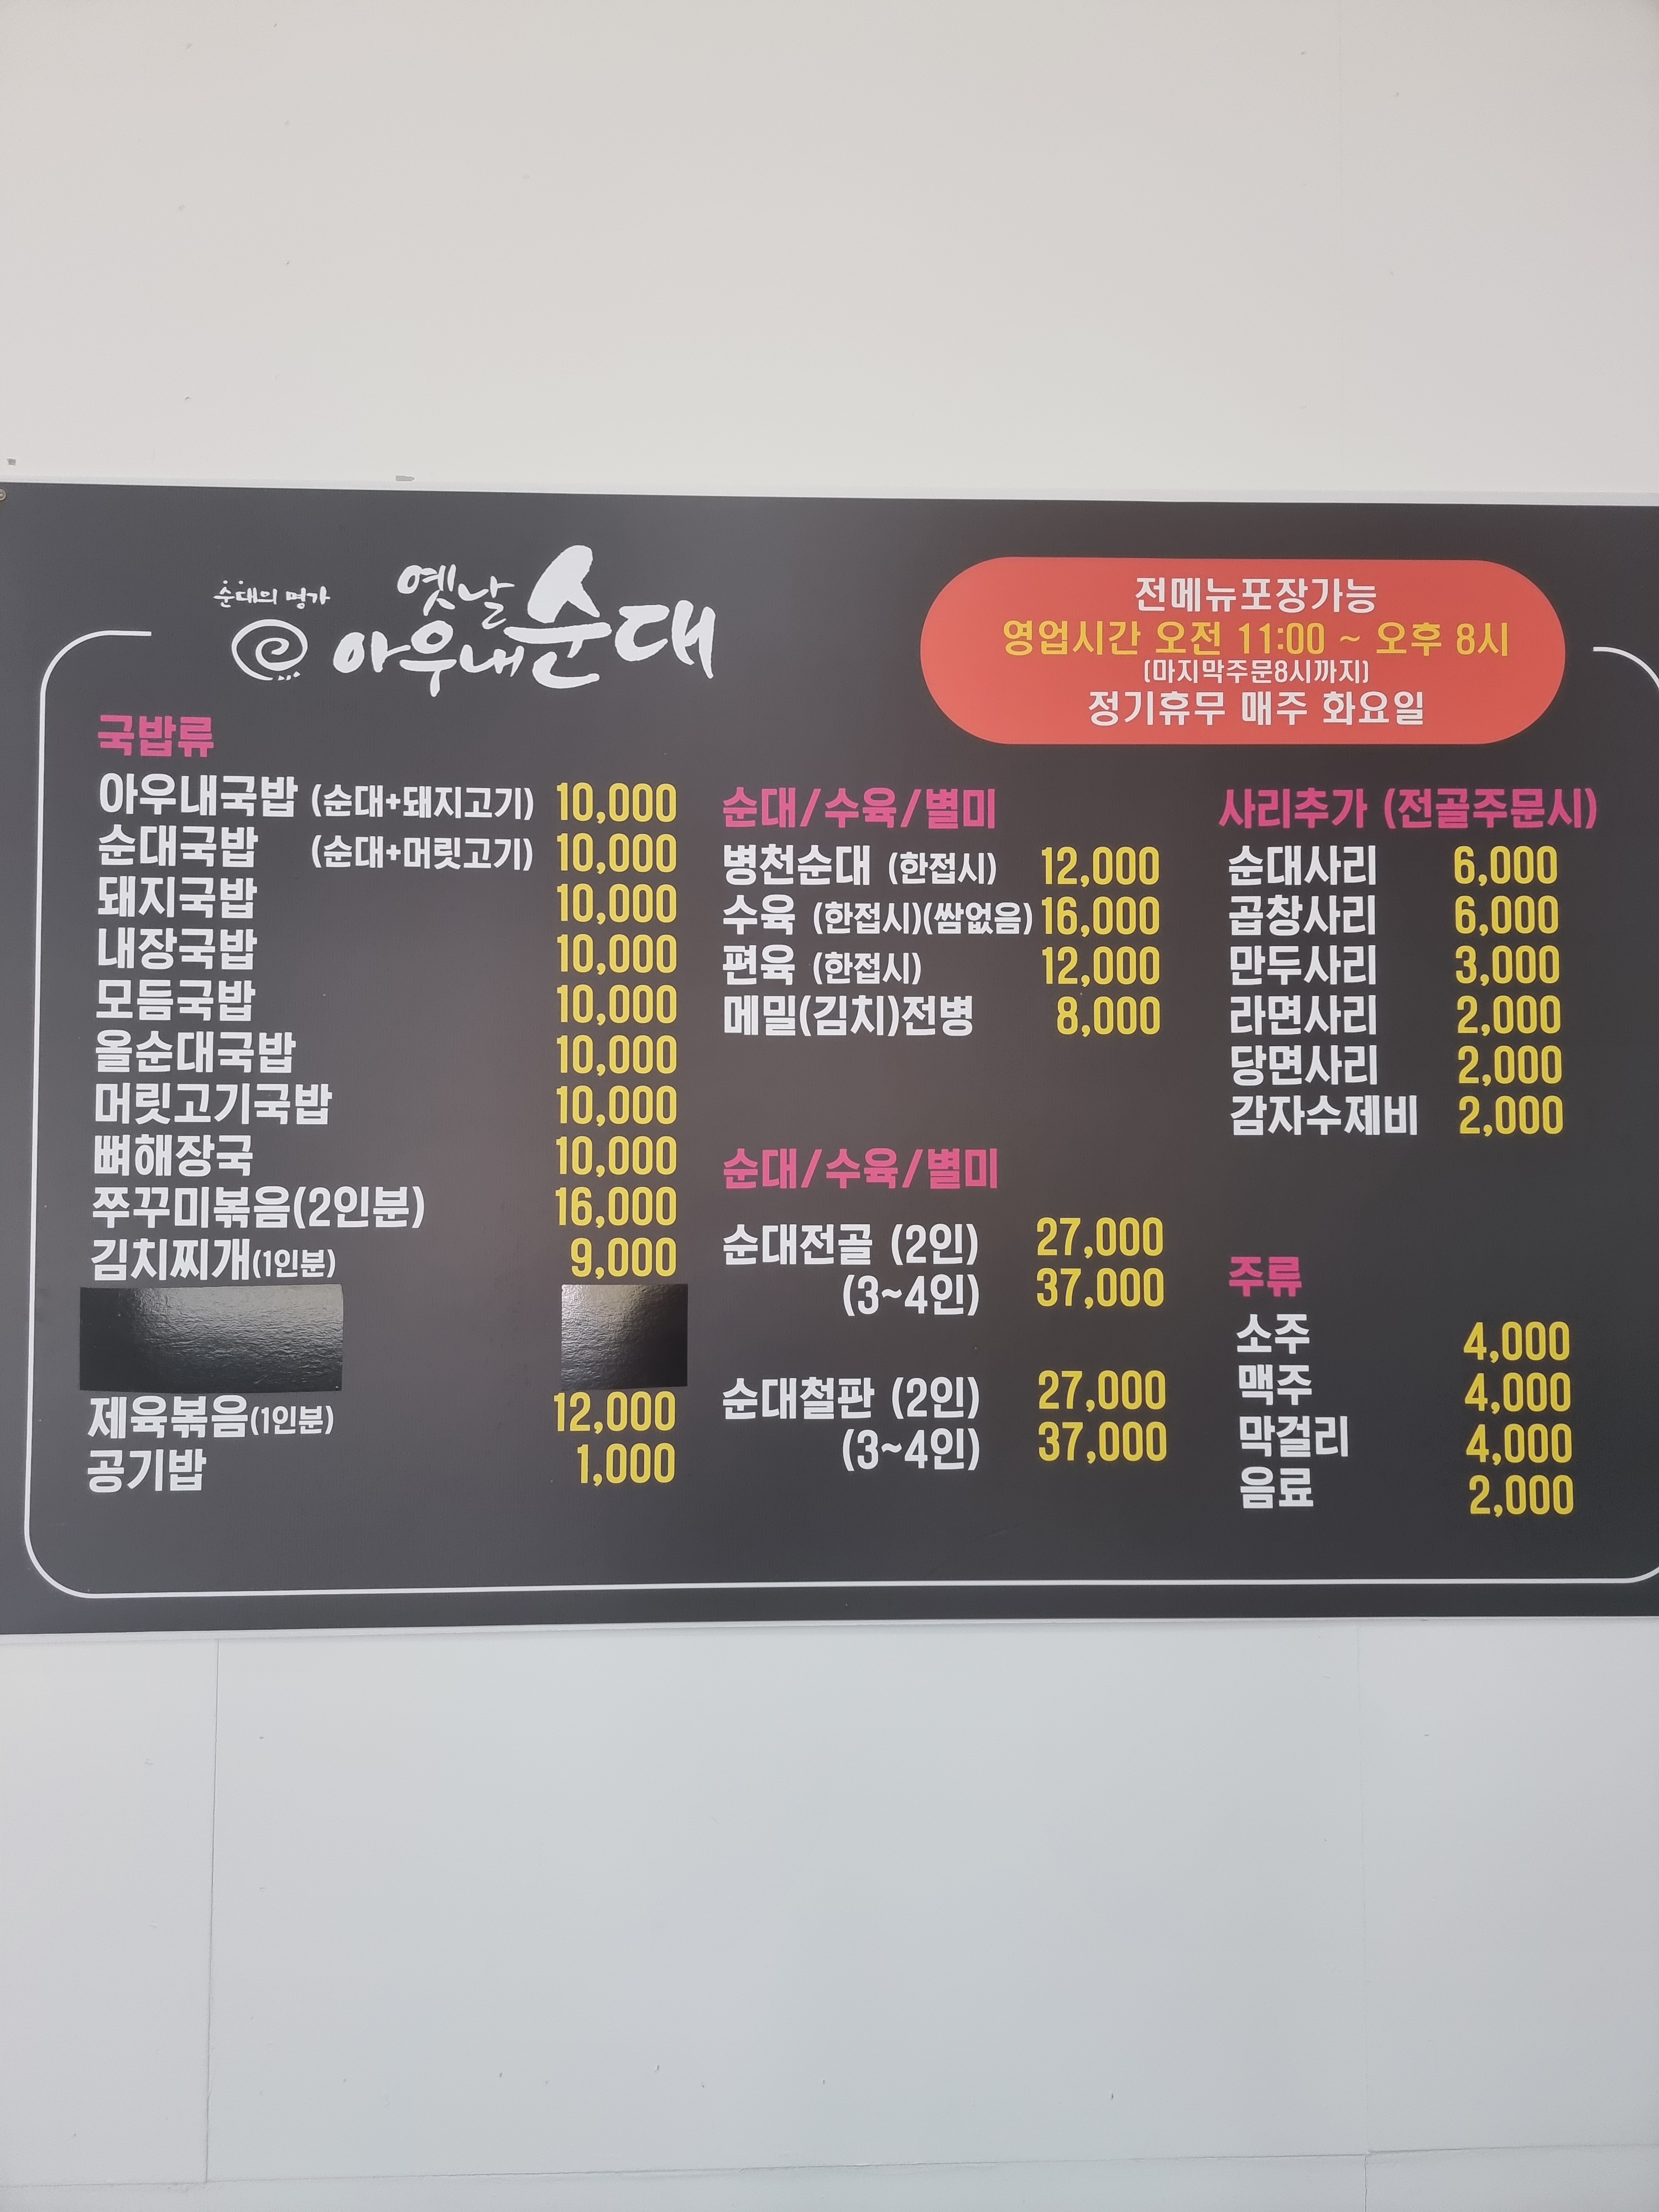 순대의 명가
옛날
아우내순대
전메뉴포장가능
영업시간 오전 11:00 ~ 오후 8시
(마지막주문8시까지)
정기휴무 매주 화요일
국밥류
아우내국밥 (순대+돼지고기) 10,000
순대국밥 (순대+머릿고기) 10,000
돼지국밥 10,000
내장국밥 10,000
모듬국밥 10,000
올순대국밥 10,000
머릿고기국밥 10,000
뼈해장국 10,000
쭈꾸미볶음(2인분) 16,000
김치찌개(1인분) 9,000
제육볶음(1인분) 12,000
공기밥 1,000
순대/수육/별미
병천순대 (한접시) 12,000
수육 (한접시)(쌈없음) 16,000
편육 (한접시) 12,000
메밀(김치)전병 8,000
순대/수육/별미
순대전골 (2인) 27,000
(3~4인) 37,000
순대철판 (2인) 27,000
(3~4인) 37,000
사리추가 (전골주문시)
순대사리 6,000
곱창사리 6,000
만두사리 3,000
라면사리 2,000
당면사리 2,000
감자수제비 2,000
주류
소주 4,000
맥주 4,000
막걸리 4,000
음료 2,000